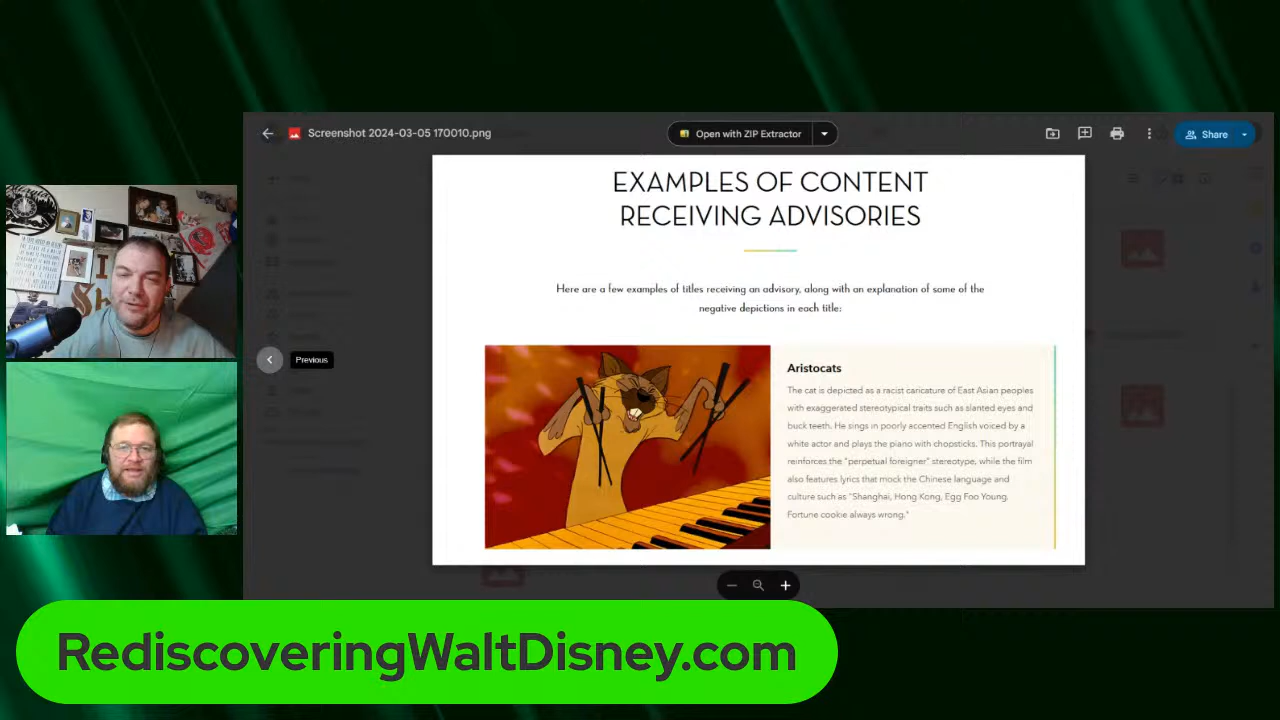 Screenshot 2024-03-05 170010.png
Open with ZIP Extractor
Share
EXAMPLES OF CONTENT
RECEIVING ADVISORIES
Here are a few examples of titles receiving an advisory, along with an explanation of some of the
negative depictions in each title:
Previous
Aristocats
The cat is depicted as a racist caricature of East Asian peoples
with exaggerated stereotypical traits such as slanted eyes and
buck teeth. He sings in poorly accented English voiced by a
white actor and plays the piano with chopsticks. This portrayal
reinforces the "perpetual foreigner" stereotype, while the film
also features lyrics that mock the Chinese language and
culture such as "Shanghai, Hong Kong, Egg Foo Young.
Fortune cookie always wrong."
RediscoveringWaltDisney.com